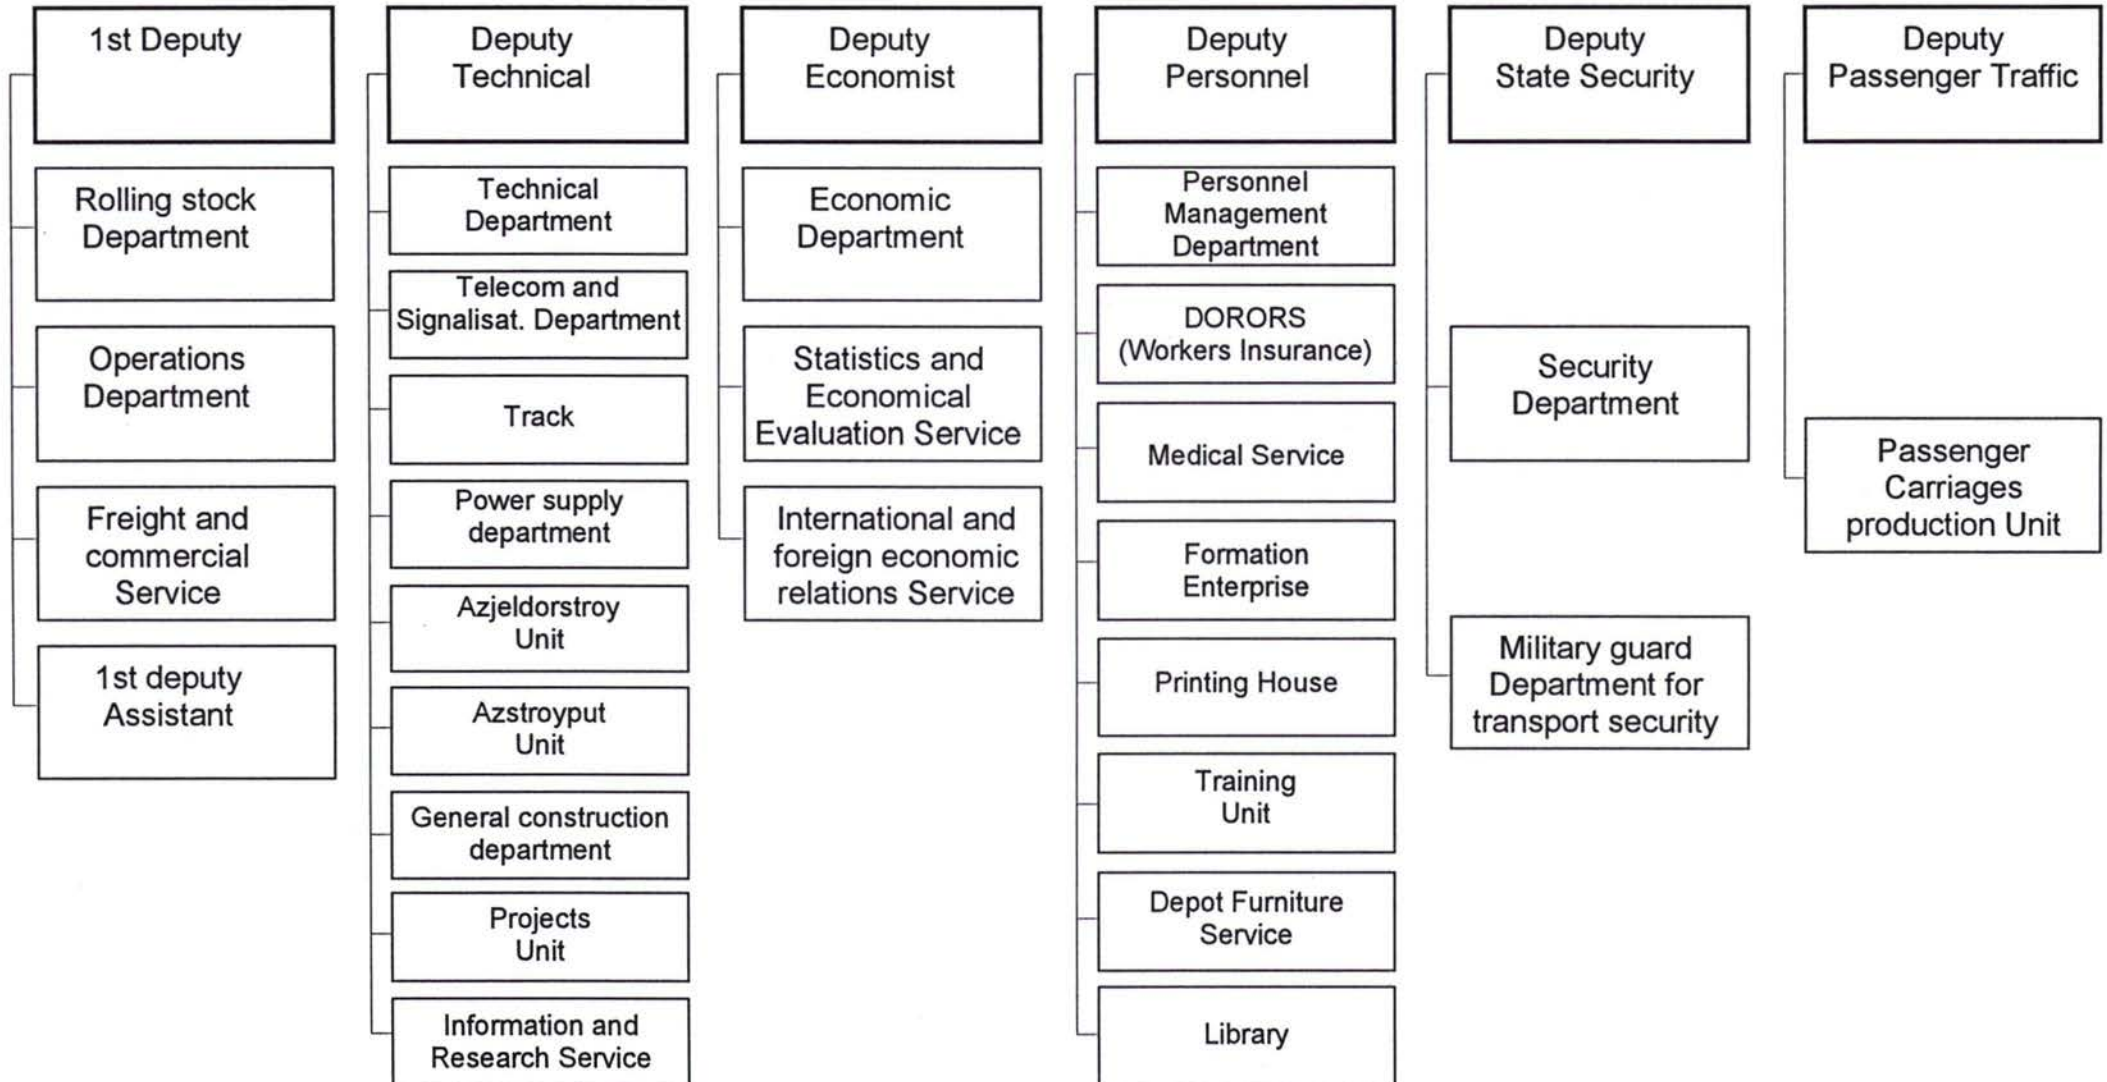 1st Deputy
Rolling stock
Department
Operations
Department
Freight and
commercial
Service
1st deputy
Assistant
Deputy
Technical
Technical
Department
Telecom and
Signalisat. Department
Track
Power supply
department
Azjeldorstroy
Unit
Azstroyput
Unit
General construction
department
Projects
Unit
Information and
Research Service
Deputy
Economist
Economic
Department
Statistics and
Economical
Evaluation Service
International and
foreign economic
relations Service
Deputy
Personnel
Personnel
Management
Department
DORORS
(Workers Insurance)
Medical Service
Formation
Enterprise
Printing House
Training
Unit
Depot Furniture
Service
Library
Deputy
State Security
Security
Department
Military guard
Department for
transport security
Deputy
Passenger Traffic
Passenger
Carriages
production Unit